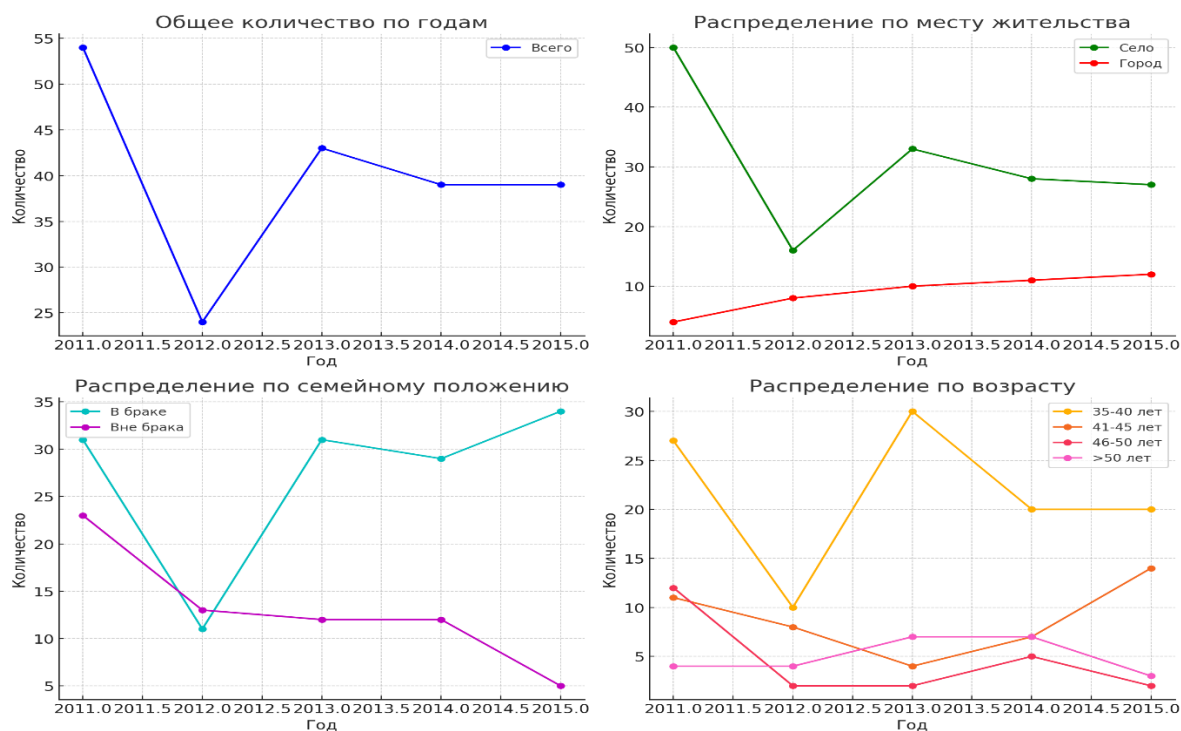 Общее количество по годам
Количество
55
50
45
40
35
30
25
Всего
2011.0 2011.5 2012.0 2012.5 2013.0 2013.5 2014.0 2014.5 2015.0
Год
Распределение по месту жительства
Количество
50
40
30
20
10
Село
Город
2011.0 2011.5 2012.0 2012.5 2013.0 2013.5 2014.0 2014.5 2015.0
Год
Распределение по семейному положению
Количество
35
30
25
20
15
10
5
В браке
Вне брака
2011.0 2011.5 2012.0 2012.5 2013.0 2013.5 2014.0 2014.5 2015.0
Год
Распределение по возрасту
Количество
30
25
20
15
10
5
35-40 лет
41-45 лет
46-50 лет
>50 лет
2011.0 2011.5 2012.0 2012.5 2013.0 2013.5 2014.0 2014.5 2015.0
Год